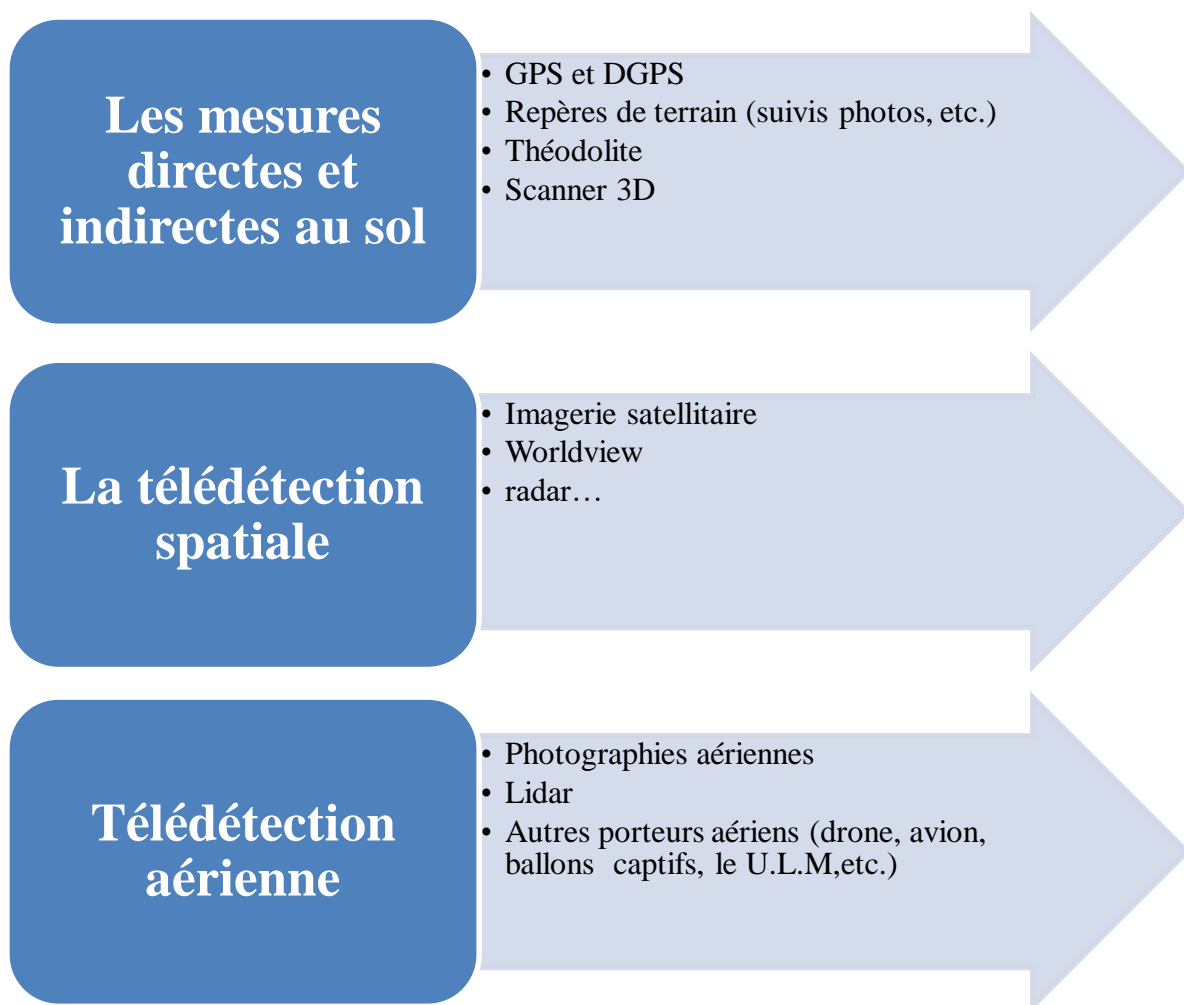 Les mesures
directes et
indirectes au sol
• GPS et DGPS
• Repères de terrain (suivis photos, etc.)
• Théodolite
• Scanner 3D
La télédétection
spatiale
• Imagerie satellitaire
• Worldview
• radar…
Télédétection
aérienne
• Photographies aériennes
• Lidar
• Autres porteurs aériens (drone, avion,
ballons captifs, le U.L.M,etc.)